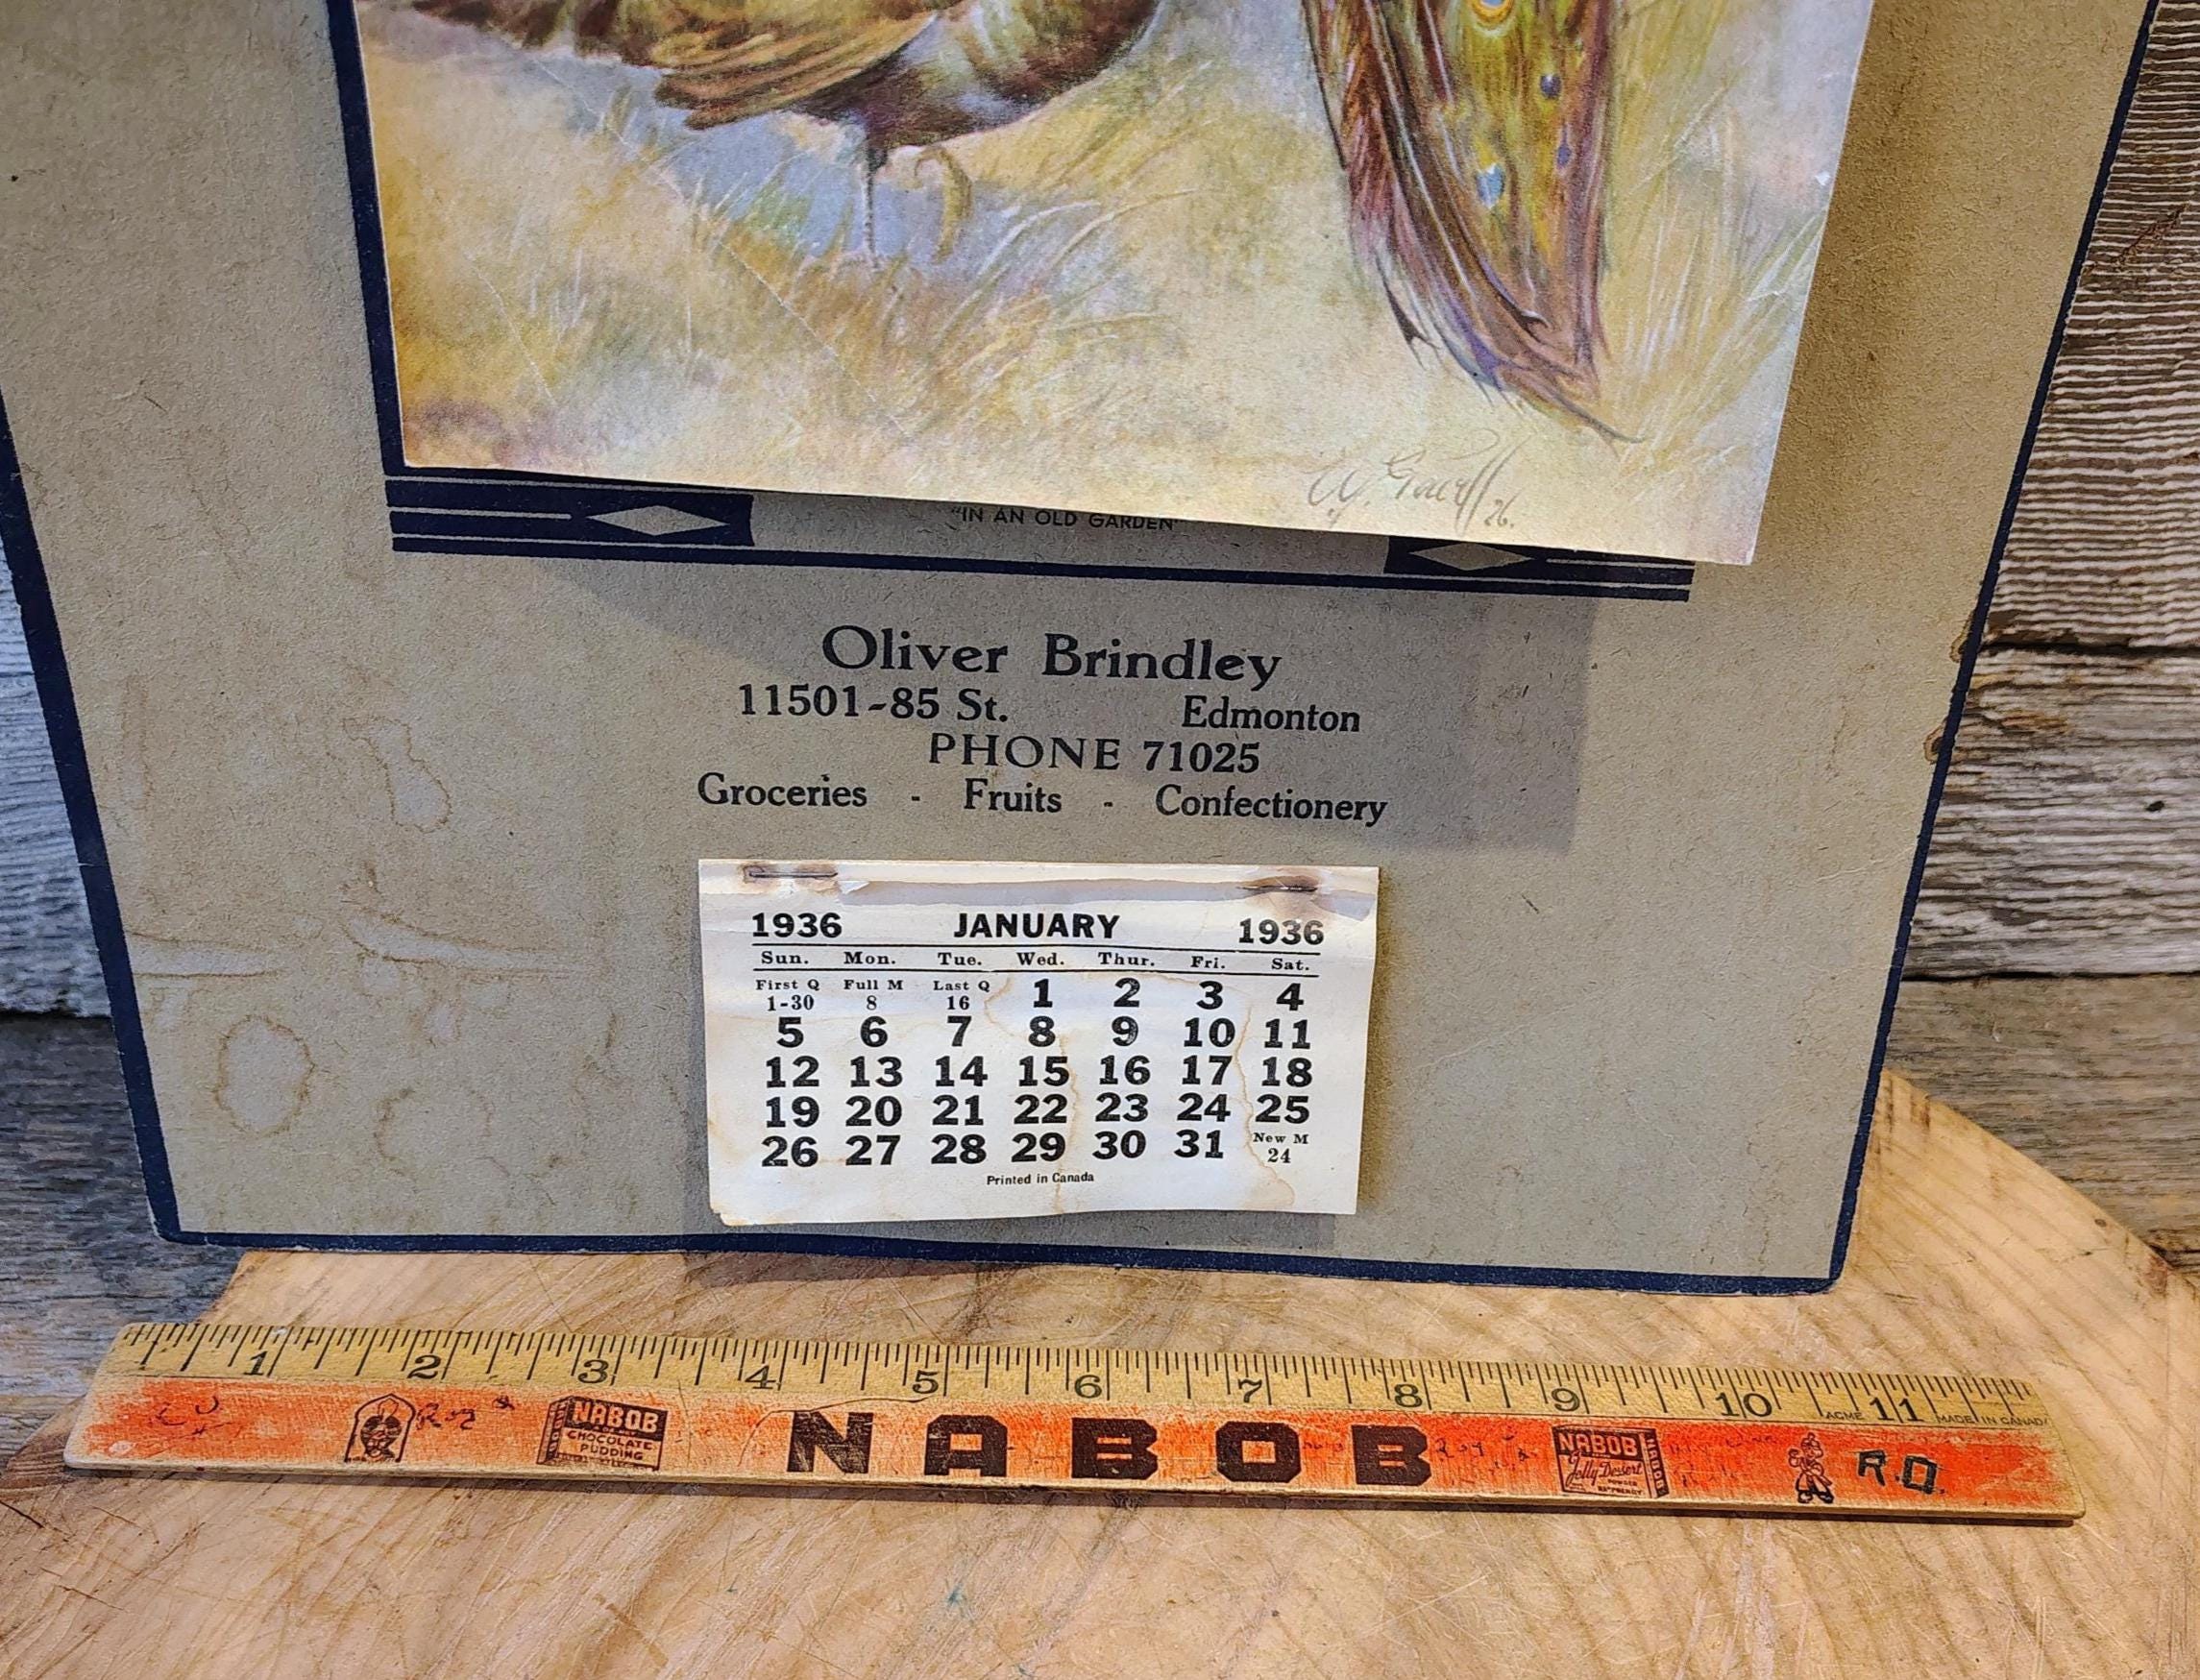 26.
"IN AN OLD GARDEN"
Oliver Brindley
11501-85 St. Edmonton
PHONE 71025
Groceries - Fruits - Confectionery
1936 JANUARY 1936
Sun. Mon. Tue. Wed. Thur. Fri. Sat.
First Q 1-30 Full M 8 Last Q 16 1 2 3 4
5 6 7 8 9 10 11
12 13 14 15 16 17 18
19 20 21 22 23 24 25
26 27 28 29 30 31 New M 24
Printed in Canada
1 2 3 4 5 6 7 8 9 10 11
ACME MADE IN CANADA
NABOB
CHOCOLATE
PUDDING
NABOB
NABOB
Jelly Dessert
POWDER
R.D.